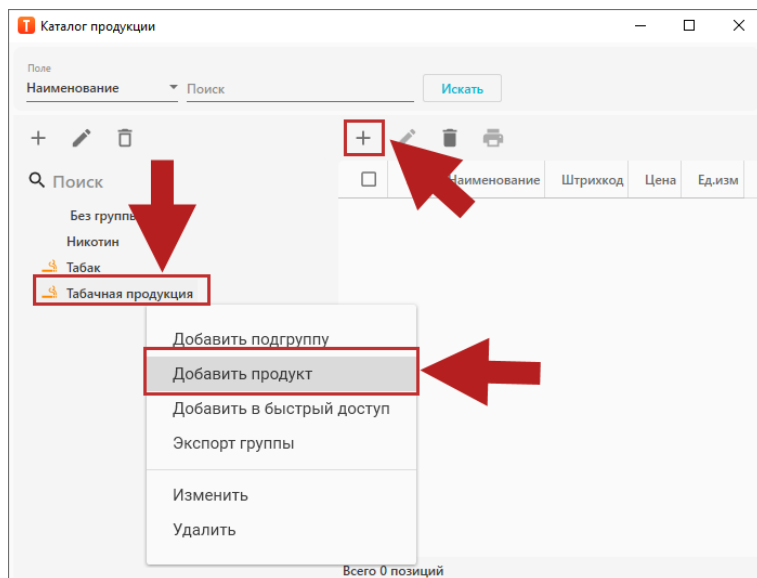 Каталог продукции
Поле
Наименование Поиск Искать
Поиск
Наименование Штрихкод Цена Ед.изм
Без группы
Никотин
Табак
Табачная продукция
Добавить подгруппу
Добавить продукт
Добавить в быстрый доступ
Экспорт группы
Изменить
Удалить
Всего 0 позиций